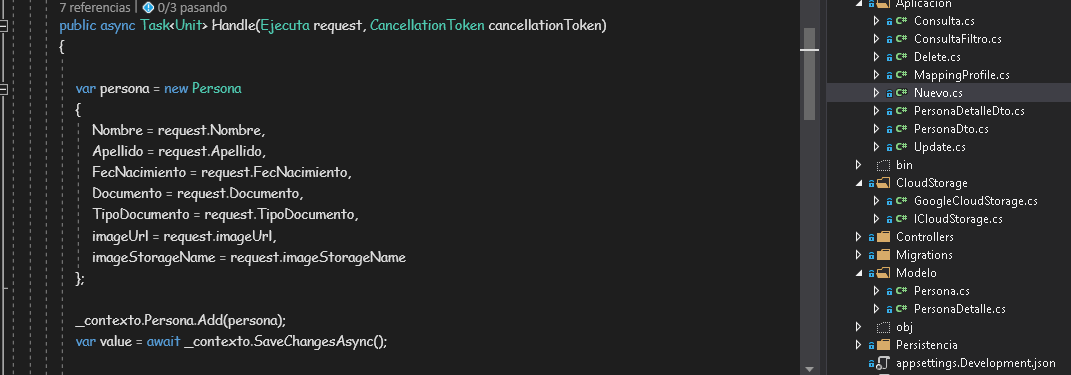 7 referencias | 0/3 pasando
public async Task<Unit> Handle(Ejecuta request, CancellationToken cancellationToken)
{
var persona = new Persona
{
Nombre = request.Nombre,
Apellido = request.Apellido,
FecNacimiento = request.FecNacimiento,
Documento = request.Documento,
TipoDocumento = request.TipoDocumento,
imageUrl = request.imageUrl,
imageStorageName = request.imageStorageName
};
_contexto.Persona.Add(persona);
var value = await _contexto.SaveChangesAsync();
Aplicacion
C# Consulta.cs
C# ConsultaFiltro.cs
C# Delete.cs
C# MappingProfile.cs
C# Nuevo.cs
C# PersonaDetalleDto.cs
C# PersonaDto.cs
C# Update.cs
bin
CloudStorage
C# GoogleCloudStorage.cs
C# ICloudStorage.cs
Controllers
Migrations
Modelo
C# Persona.cs
C# PersonaDetalle.cs
obj
Persistencia
appsettings.Development.json